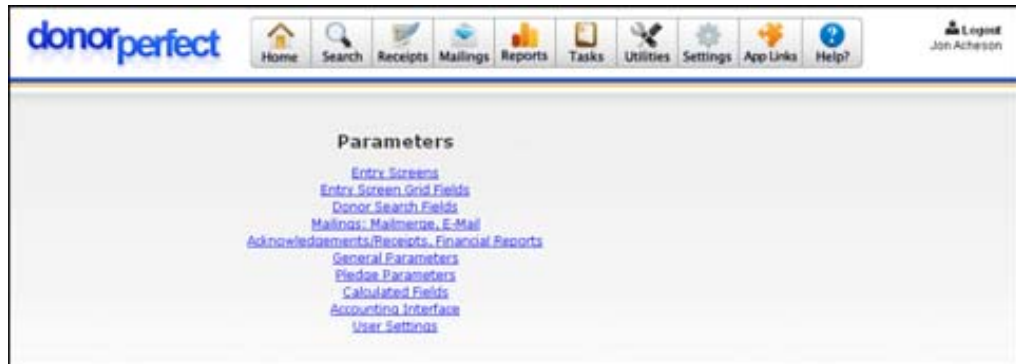 donorperfect
Home Search Receipts Mailings Reports Tasks Utilities Settings App Links Help?
Logout
Jon Acheson
Parameters
Entry Screens
Entry Screen Grid Fields
Donor Search Fields
Mailings: Mailmerge, E-Mail
Acknowledgements/Receipts, Financial Reports
General Parameters
Pledge Parameters
Calculated Fields
Accounting Interface
User Settings